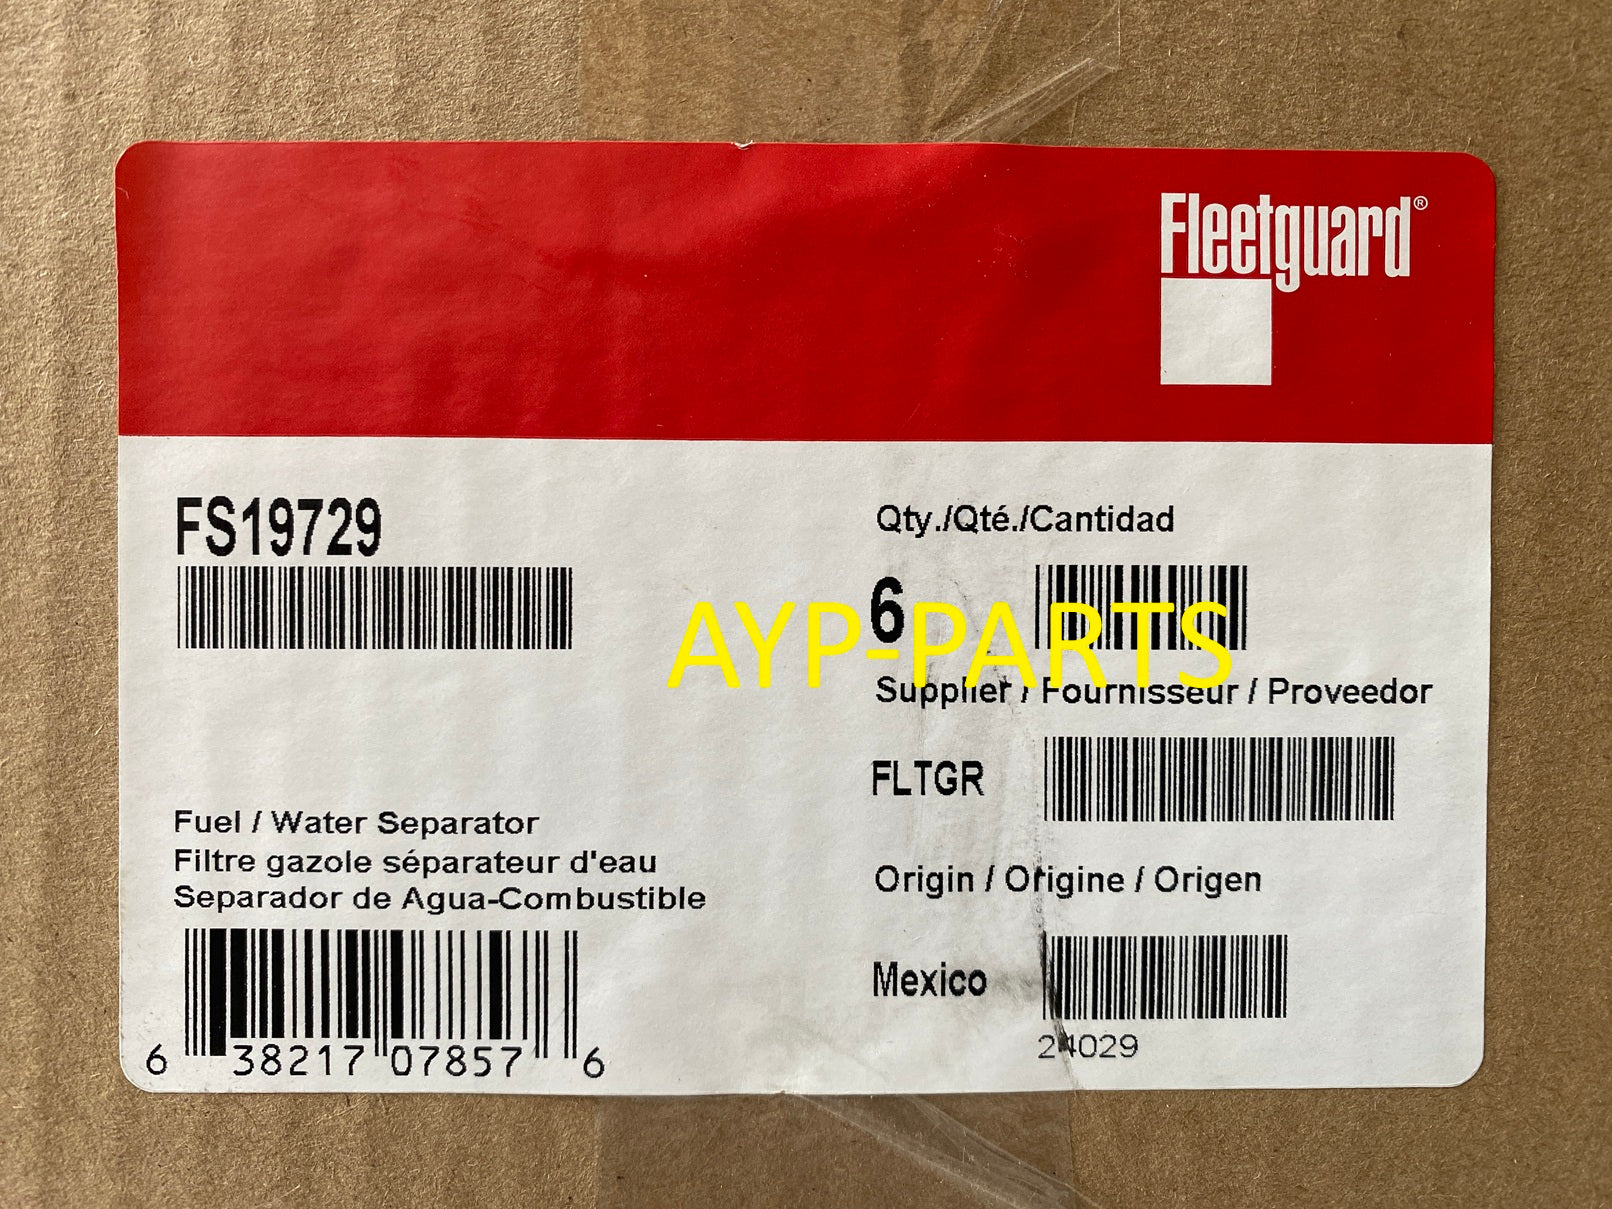 Fleetguard®
FS19729
Qty./Qté./Cantidad
6
AYP-PARTS
Supplier / Fournisseur / Proveedor
FLTGR
Fuel / Water Separator
Filtre gazole séparateur d'eau
Separador de Agua-Combustible
Origin / Origine / Origen
Mexico
24029
6 38217 07857 6